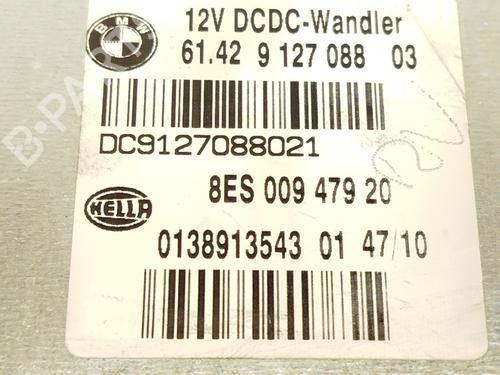 BMW
12V DCDC-Wandler
61.42 9 127 088 03
DC9127088021
HELLA
8ES 009 479 20
0138913543 01 47/10
B-PARTS